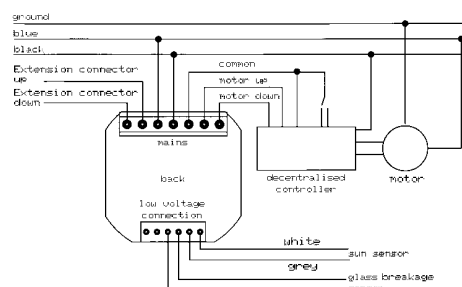 ground
blue
black
Extension connector
up
Extension connector
down
common
motor up
motor down
mains
back
low voltage
connection
decentralised
controller
motor
white
sun sensor
grey
glass breakage